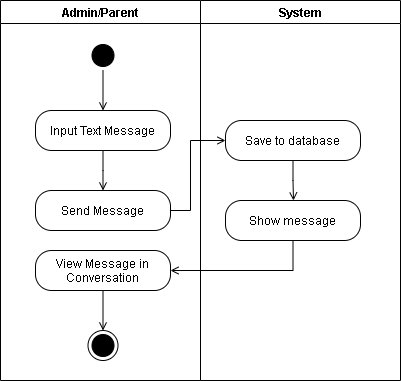 Admin/Parent
System
Input Text Message
Save to database
Send Message
Show message
View Message in
Conversation